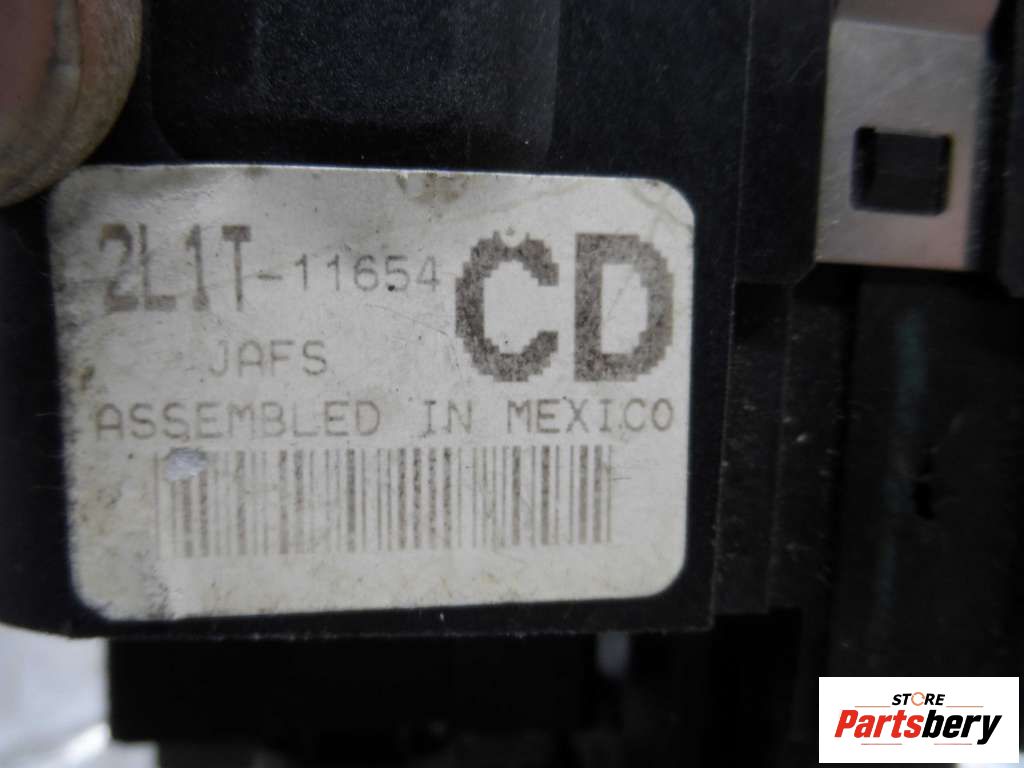 2L1T-11654 CD
JAFS
ASSEMBLED IN MEXICO
STORE
Partsbery